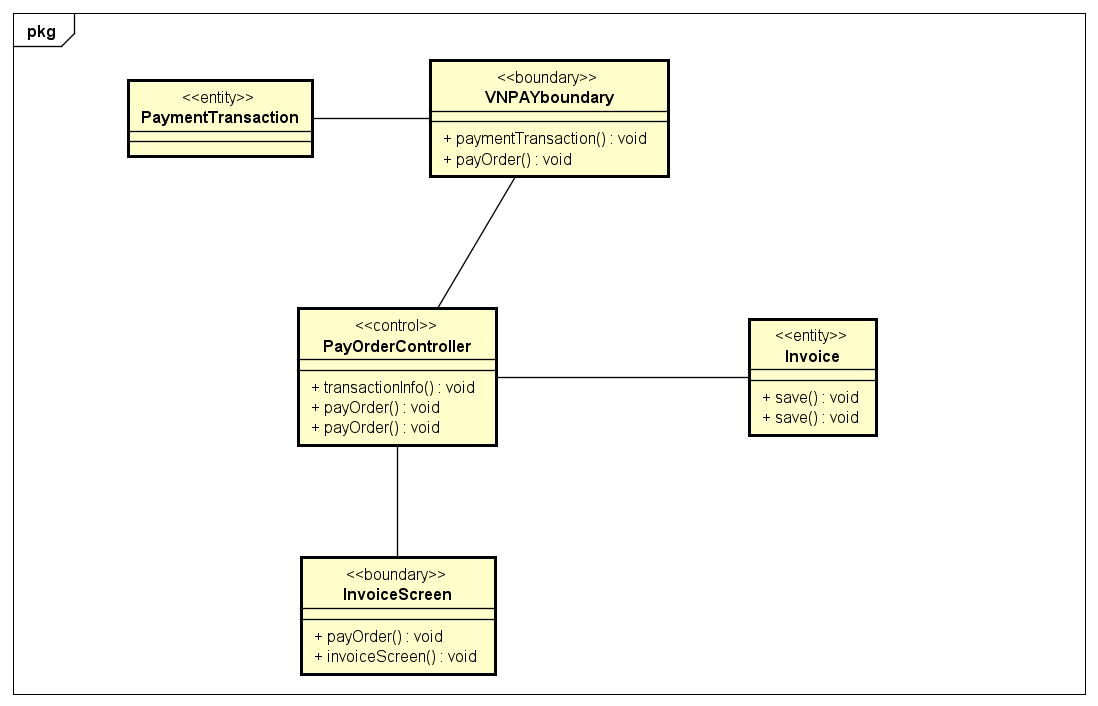 pkg
<<entity>>
PaymentTransaction
<<boundary>>
VNPAYboundary
+ paymentTransaction() : void
+ payOrder() : void
<<control>>
PayOrderController
+ transactionInfo() : void
+ payOrder() : void
+ payOrder() : void
<<entity>>
Invoice
+ save() : void
+ save() : void
<<boundary>>
InvoiceScreen
+ payOrder() : void
+ invoiceScreen() : void